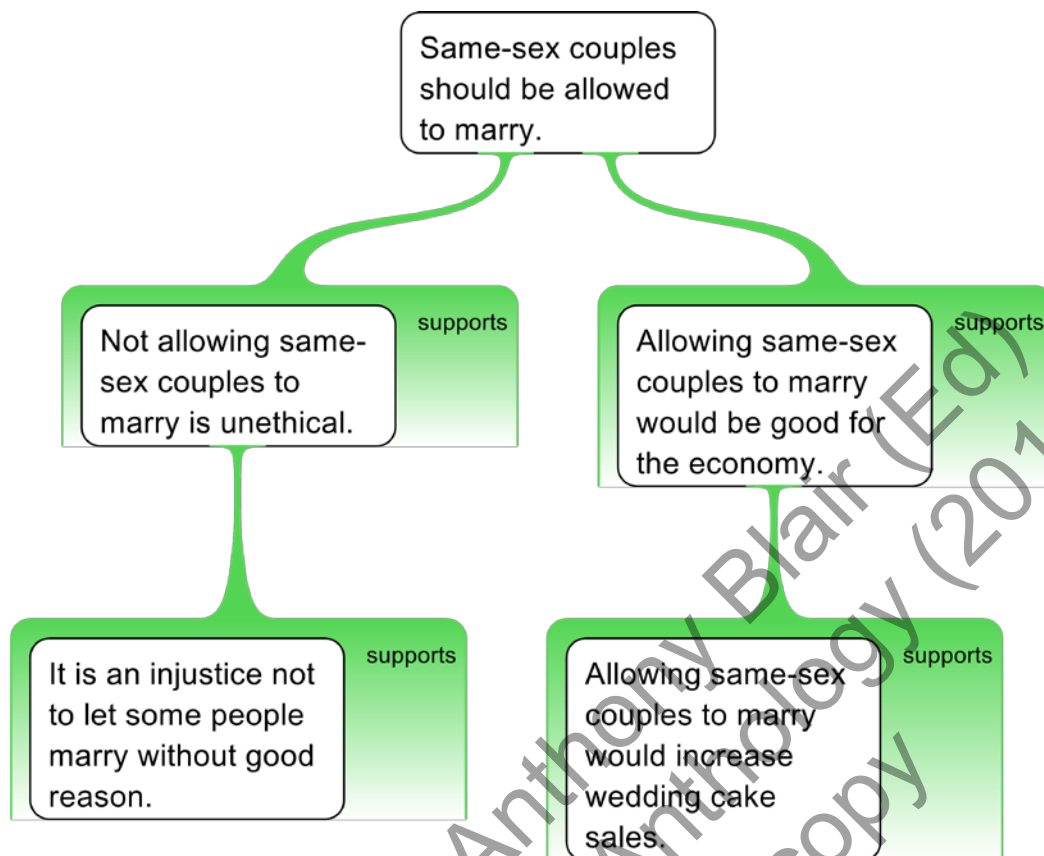 Same-sex couples
should be allowed
to marry.
supports
Not allowing same-
sex couples to
marry is unethical.
supports
Allowing same-sex
couples to marry
would be good for
the economy.
supports
It is an injustice not
to let some people
marry without good
reason.
supports
Allowing same-sex
couples to marry
would increase
wedding cake
sales.
Anthony Blair (Ed)
Anthology (201
copy